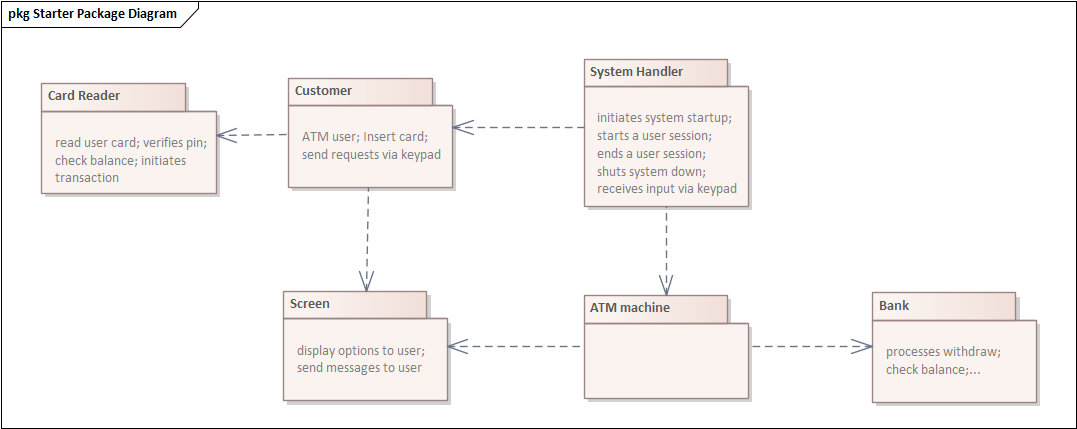 pkg Starter Package Diagram
Card Reader
read user card; verifies pin;
check balance; initiates
transaction
Customer
ATM user; Insert card;
send requests via keypad
System Handler
initiates system startup;
starts a user session;
ends a user session;
shuts system down;
receives input via keypad
Screen
display options to user;
send messages to user
ATM machine
Bank
processes withdraw;
check balance;...